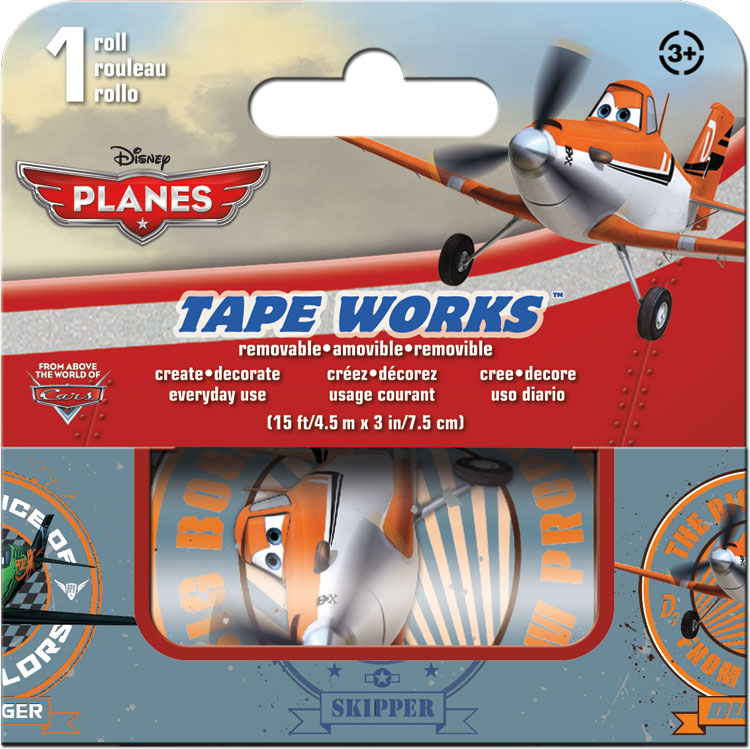 1 roll
rouleau
rollo
3+
Disney
PLANES
TAPE WORKS™
removable•amovible•removible
create•decorate créez•décorez cree•decore
everyday use usage courant uso diario
FROM ABOVE
THE WORLD OF
Cars
(15 ft/4.5 m x 3 in/7.5 cm)
SKIPPER